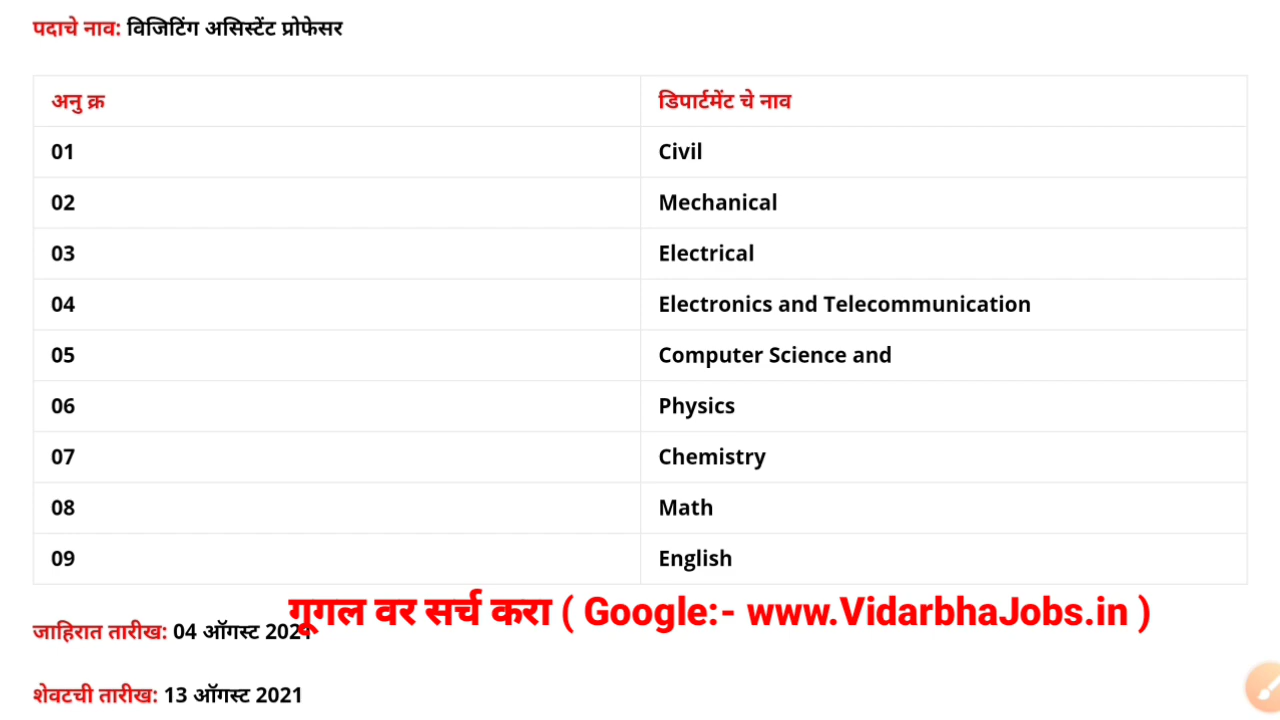 पदाचे नाव: विजिटिंग असिस्टेंट प्रोफेसर
अनु क्र डिपार्टमेंट चे नाव
01 Civil
02 Mechanical
03 Electrical
04 Electronics and Telecommunication
05 Computer Science and
06 Physics
07 Chemistry
08 Math
09 English
गूगल वर सर्च करा ( Google:- www.VidarbhaJobs.in )
जाहिरात तारीख: 04 ऑगस्ट 2021
शेवटची तारीख: 13 ऑगस्ट 2021